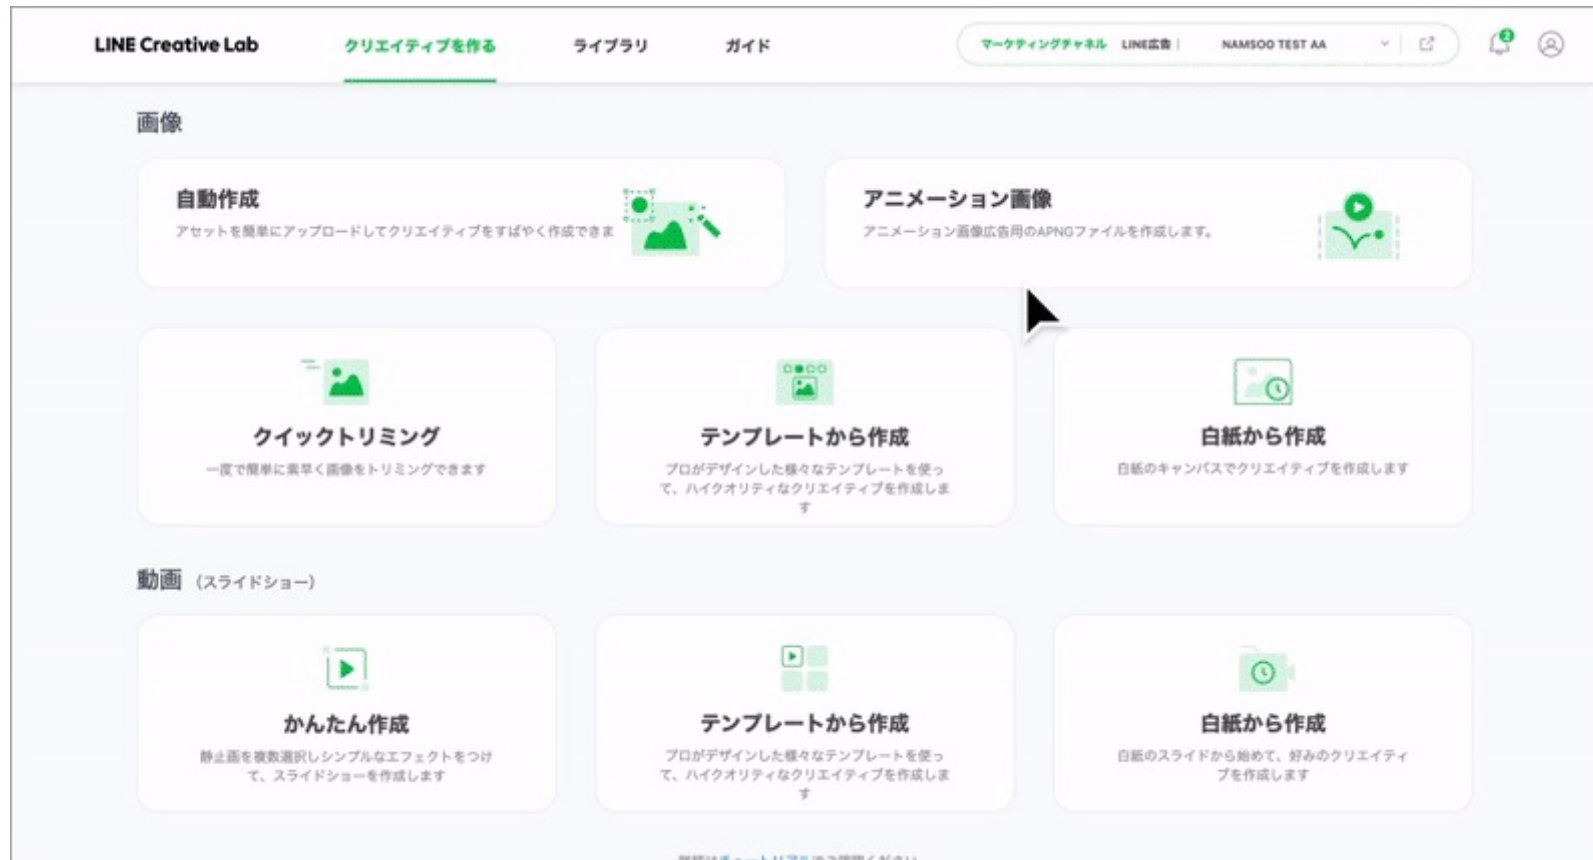 LINE Creative Lab
クリエイティブを作る
ライブラリ
ガイド
マーケティングチャネル LINE広告 | NAMSOO TEST AA
2
画像
自動作成
アセットを簡単にアップロードしてクリエイティブをすばやく作成できま
アニメーション画像
アニメーション画像広告用のAPNGファイルを作成します。
クイックトリミング
一度で簡単に素早く画像をトリミングできます
テンプレートから作成
プロがデザインした様々なテンプレートを使っ
て、ハイクオリティなクリエイティブを作成しま
す
白紙から作成
白紙のキャンバスでクリエイティブを作成します
動画 (スライドショー)
かんたん作成
静止画を複数選択しシンプルなエフェクトをつけ
て、スライドショーを作成します
テンプレートから作成
プロがデザインした様々なテンプレートを使っ
て、ハイクオリティなクリエイティブを作成しま
す
白紙から作成
白紙のスライドから始めて、好みのクリエイティ
ブを作成します